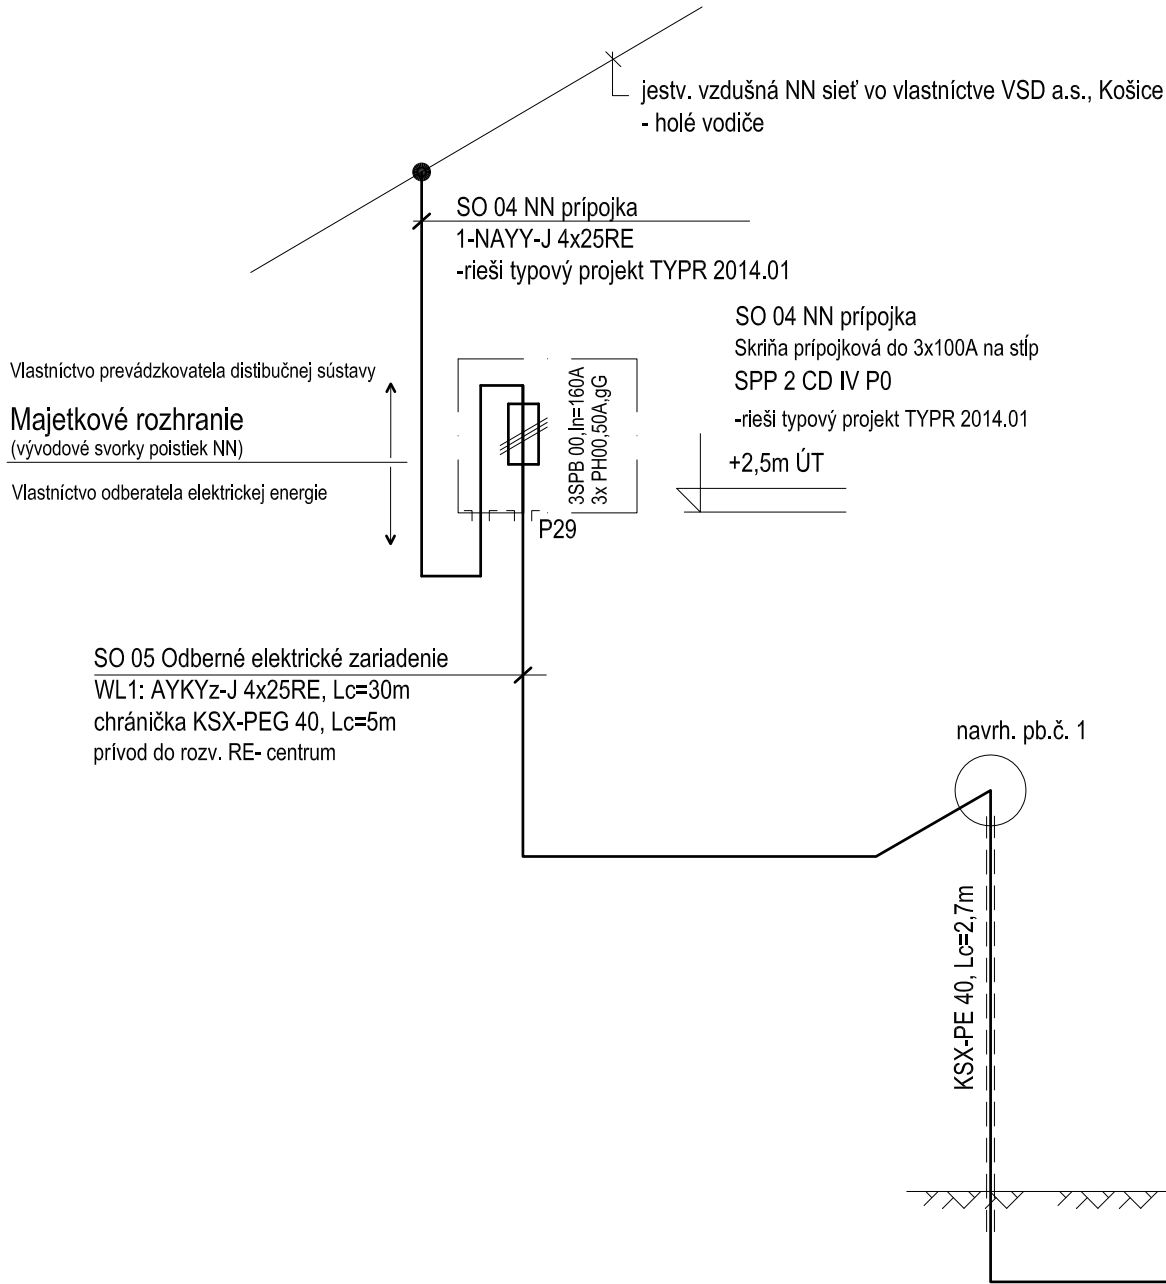 jestv. vzdušná NN sieť vo vlastníctve VSD a.s., Košice
- holé vodiče
SO 04 NN prípojka
1-NAYY-J 4x25RE
-rieši typový projekt TYPR 2014.01
SO 04 NN prípojka
Skriňa prípojková do 3x100A na stĺp
SPP 2 CD IV P0
-rieši typový projekt TYPR 2014.01
+2,5m ÚT
Vlastníctvo prevádzkovatela distibučnej sústavy
Majetkové rozhranie
(vývodové svorky poistiek NN)
Vlastníctvo odberatela elektrickej energie
3SPB 00,In=160A
3x PH00,50A,gG
P29
SO 05 Odberné elektrické zariadenie
WL1: AYKYz-J 4x25RE, Lc=30m
chránička KSX-PEG 40, Lc=5m
prívod do rozv. RE- centrum
navrh. pb.č. 1
KSX-PE 40, Lc=2,7m